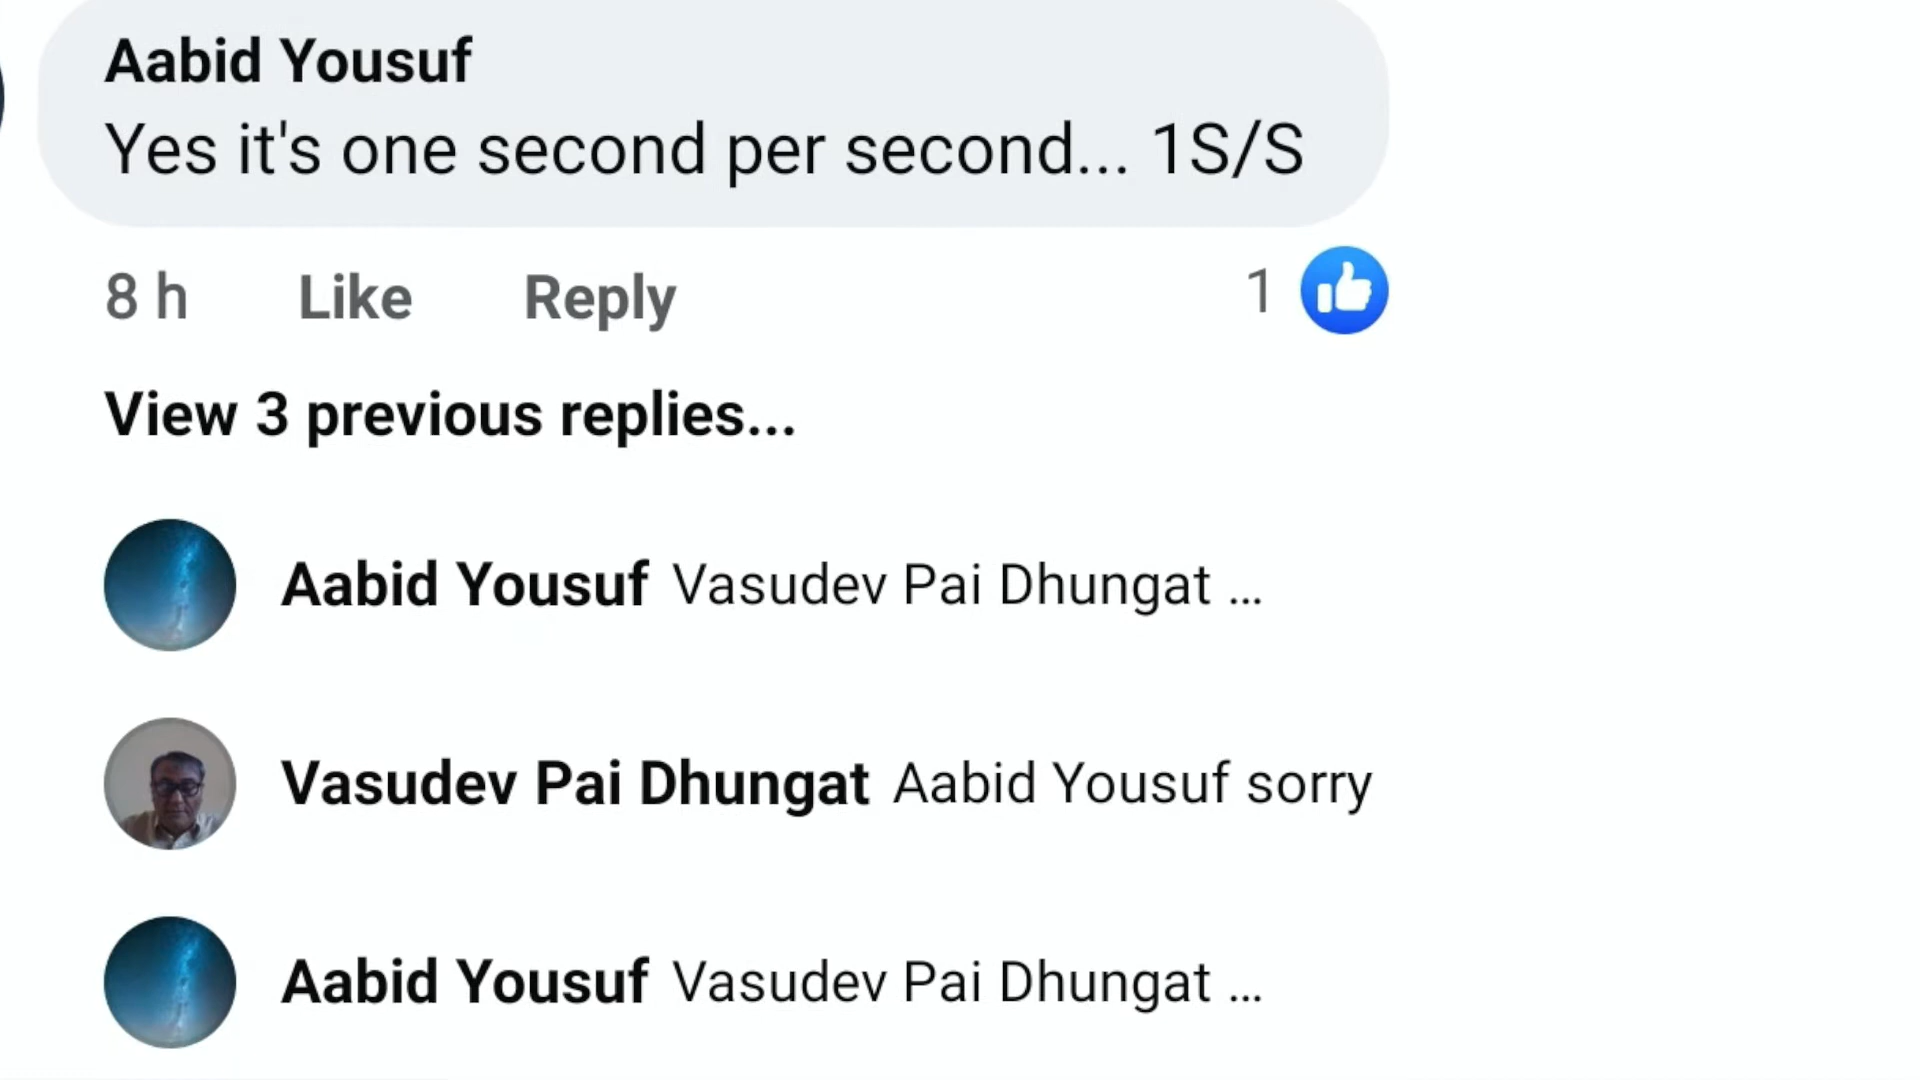 Aabid Yousuf
Yes it's one second per second... 1S/S
8 h Like Reply 1
View 3 previous replies...
Aabid Yousuf Vasudev Pai Dhungat ...
Vasudev Pai Dhungat Aabid Yousuf sorry
Aabid Yousuf Vasudev Pai Dhungat ...